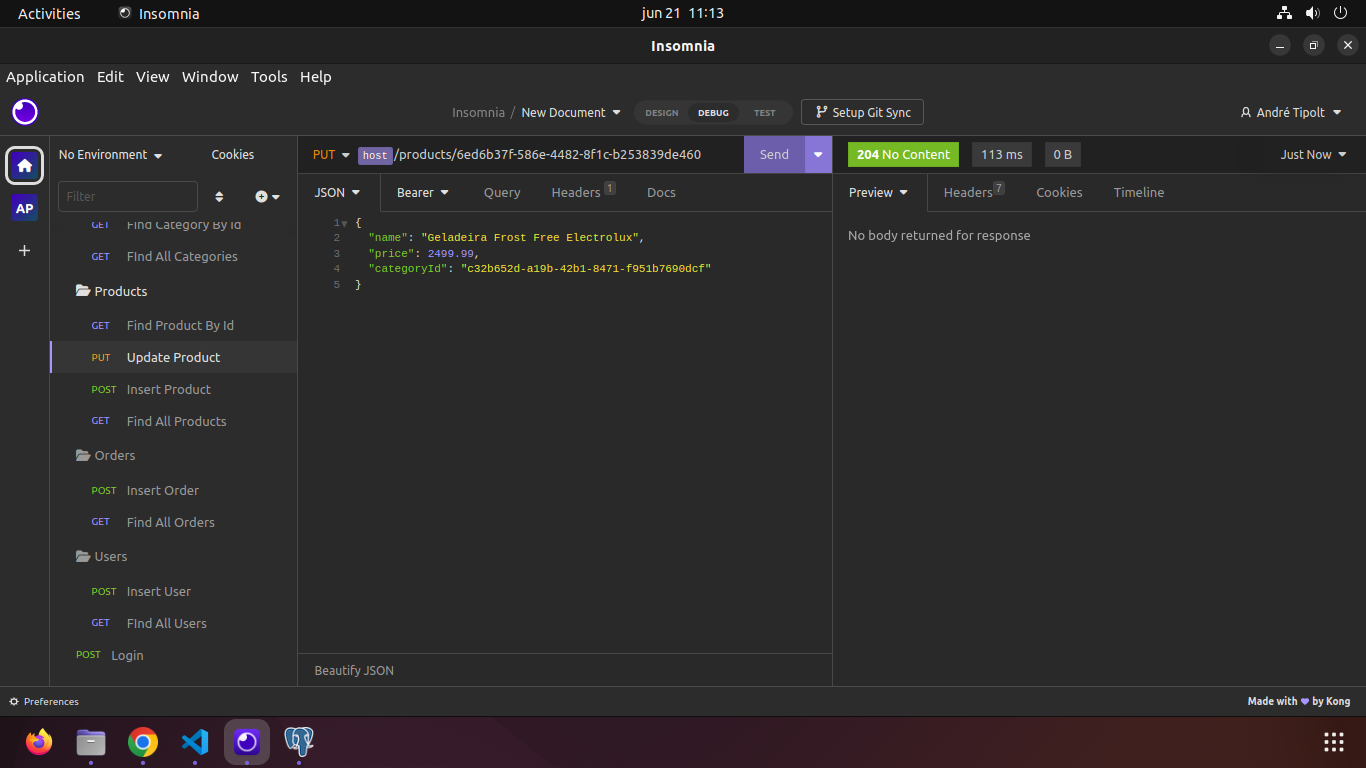 Activities Insomnia jun 21 11:13
Insomnia
Application Edit View Window Tools Help
Insomnia / New Document DESIGN DEBUG TEST Setup Git Sync André Tipolt
No Environment Cookies
PUT host/products/6ed6b37f-586e-4482-8f1c-b253839de460 Send
204 No Content 113 ms 0 B Just Now
AP
Filter
JSON Bearer Query Headers 1 Docs
Preview Headers 7 Cookies Timeline
GET Find Category By Id
GET FInd All Categories
Products
GET Find Product By Id
PUT Update Product
POST Insert Product
GET Find All Products
Orders
POST Insert Order
GET Find All Orders
Users
POST Insert User
GET FInd All Users
POST Login
1 {
2 "name": "Geladeira Frost Free Electrolux",
3 "price": 2499.99,
4 "categoryId": "c32b652d-a19b-42b1-8471-f951b7690dcf"
5 }
No body returned for response
Beautify JSON
Preferences
Made with ❤ by Kong